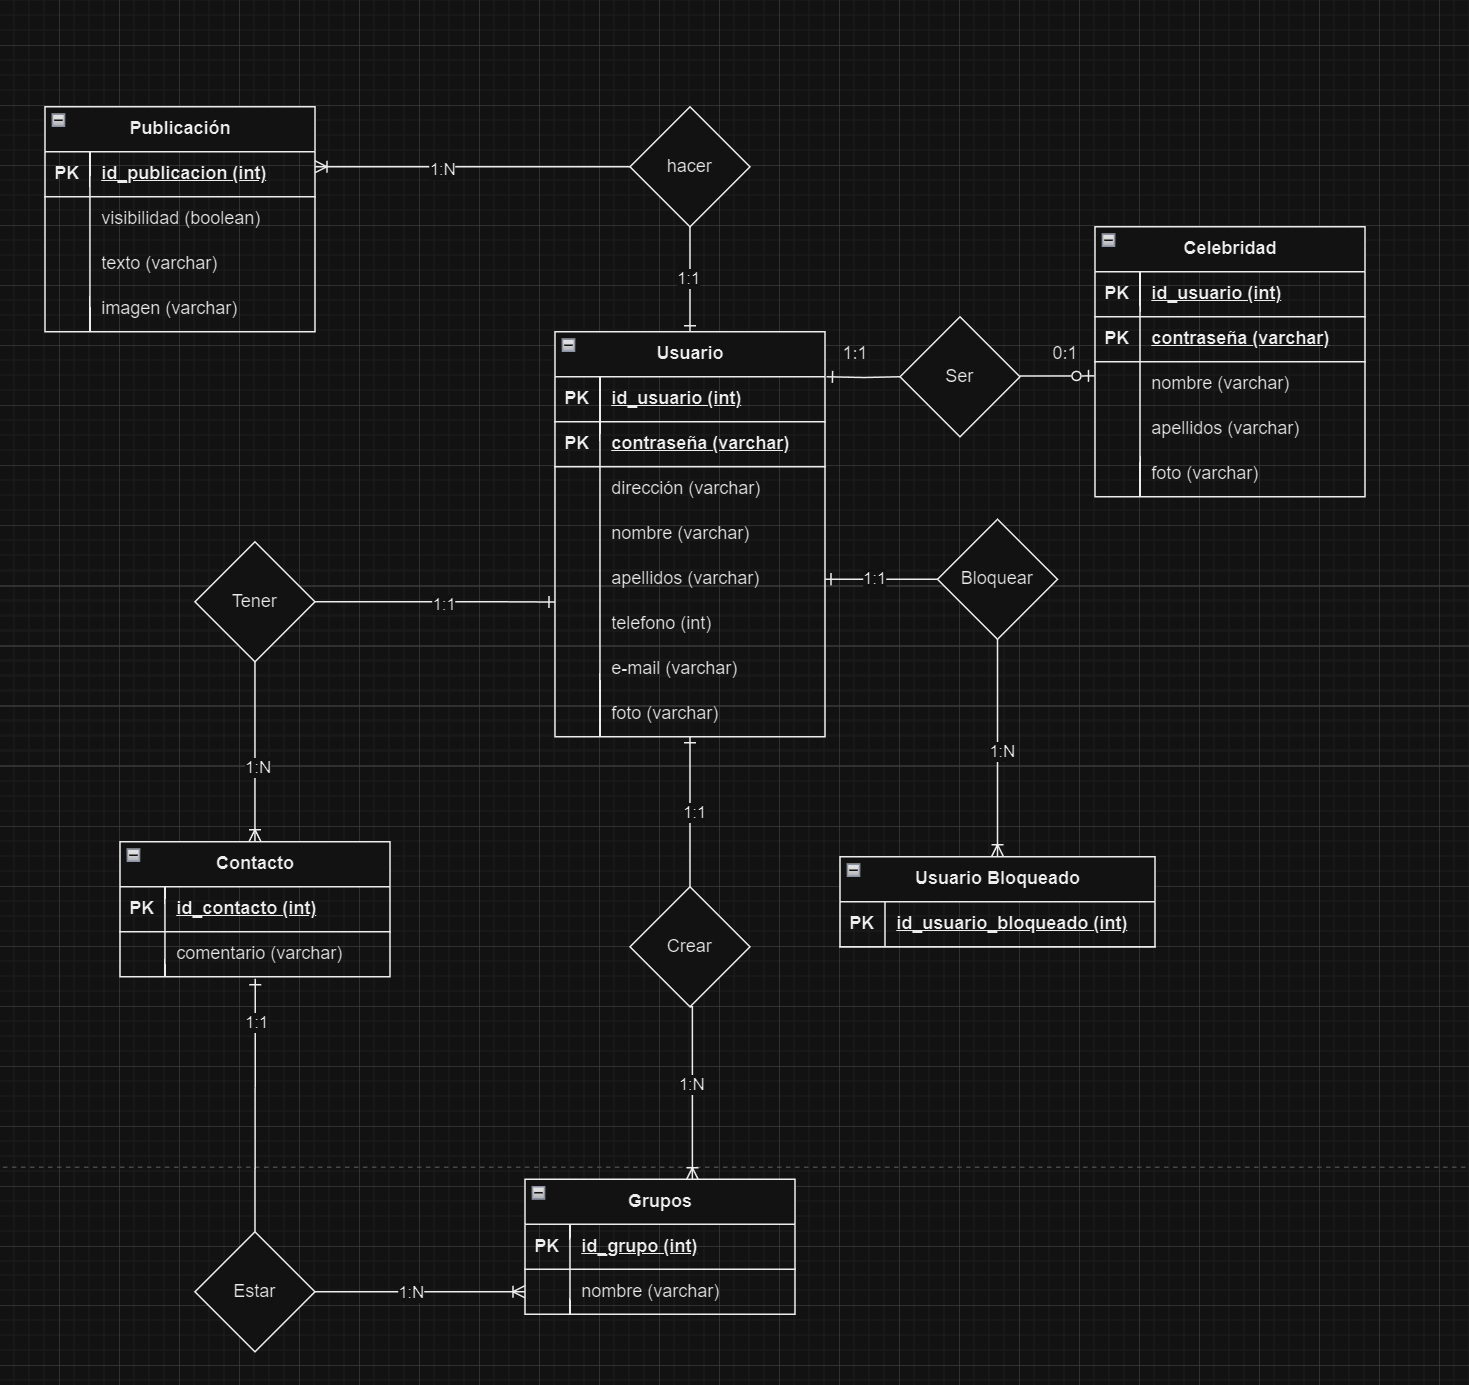 Publicación
PK id_publicacion (int)
visibilidad (boolean)
texto (varchar)
imagen (varchar)
1:N
hacer
1:1
Celebridad
PK id_usuario (int)
PK contraseña (varchar)
nombre (varchar)
apellidos (varchar)
foto (varchar)
Usuario
PK id_usuario (int)
PK contraseña (varchar)
dirección (varchar)
nombre (varchar)
apellidos (varchar)
telefono (int)
e-mail (varchar)
foto (varchar)
1:1
Ser
0:1
1:1
Bloquear
1:N
Tener
1:1
1:N
1:1
Contacto
PK id_contacto (int)
comentario (varchar)
Usuario Bloqueado
PK id_usuario_bloqueado (int)
Crear
1:1
1:N
Grupos
PK id_grupo (int)
nombre (varchar)
Estar
1:N